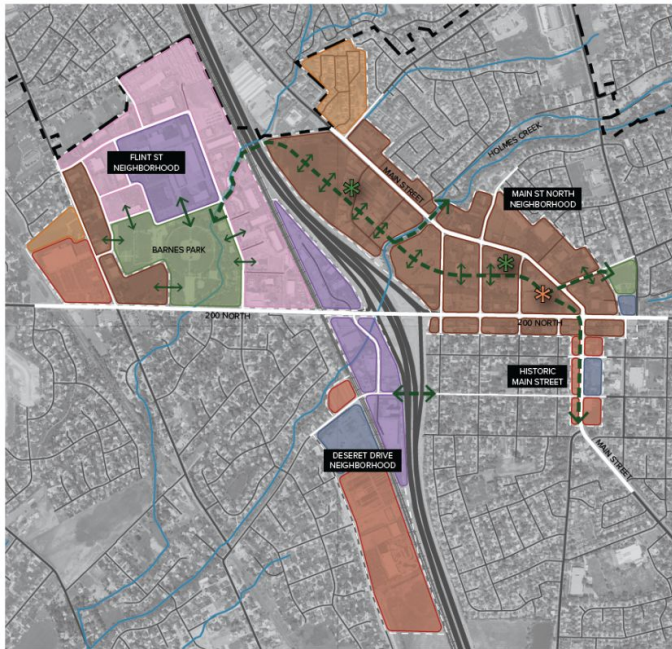 FLINT ST
NEIGHBORHOOD
MAIN STREET
HOLMES CREEK
MAIN ST NORTH
NEIGHBORHOOD
BARNES PARK
200 NORTH
200 NORTH
HISTORIC
MAIN STREET
DESERET DRIVE
NEIGHBORHOOD
MAIN STREET